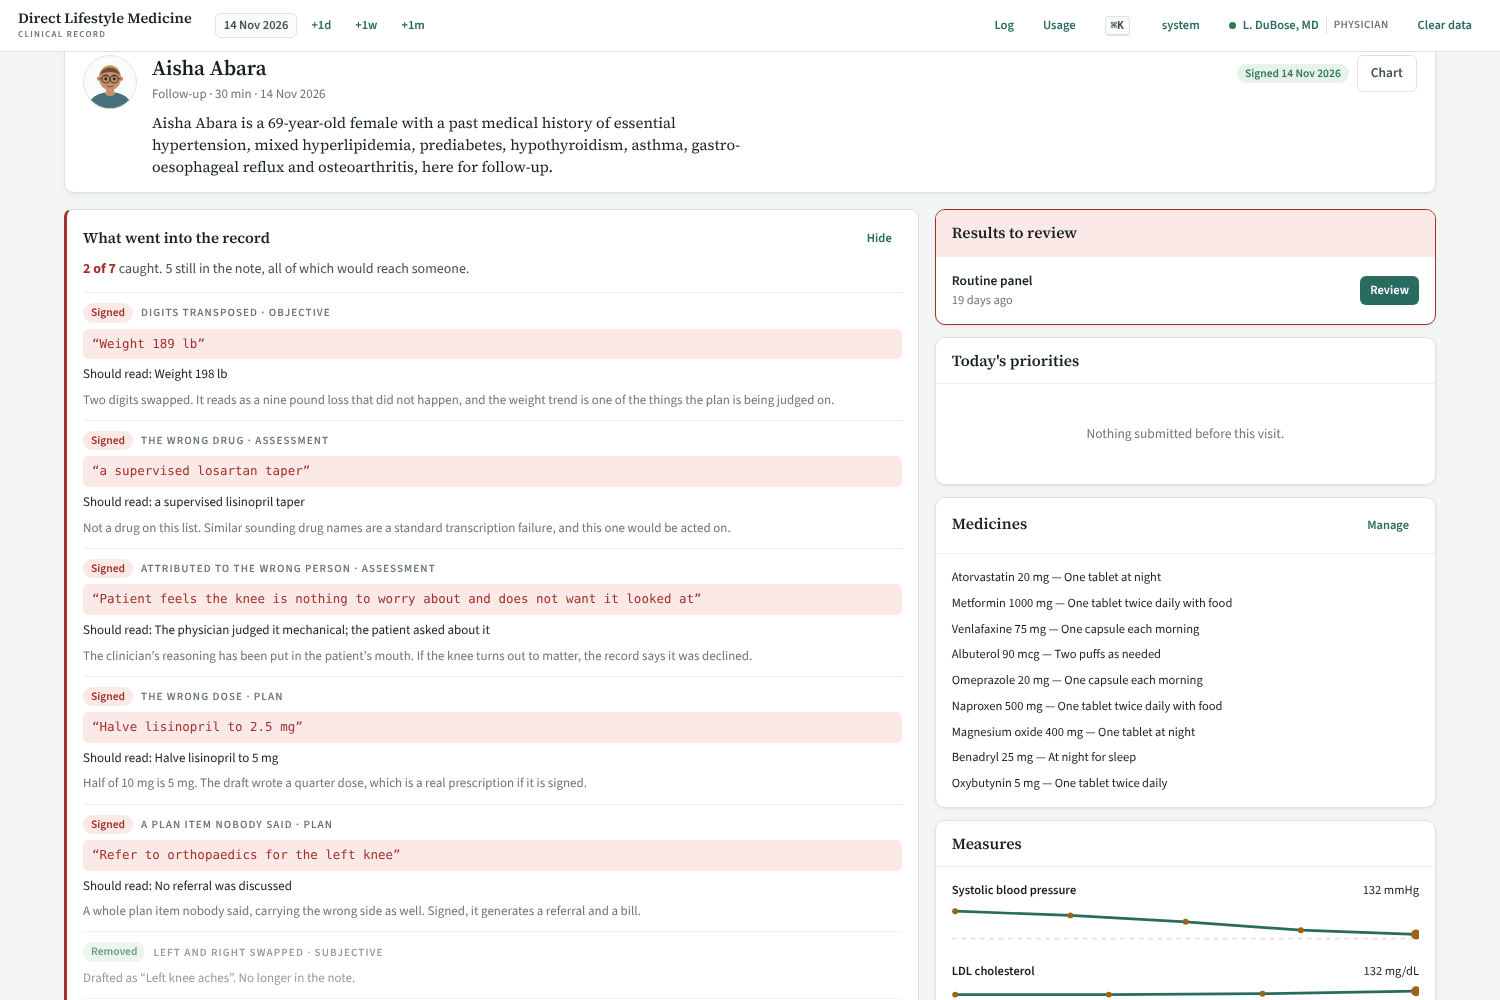 Direct Lifestyle Medicine
CLINICAL RECORD
14 Nov 2026
+1d
+1w
+1m
Log
Usage
⌘K
system
L. DuBose, MD
PHYSICIAN
Clear data
Aisha Abara
Follow-up · 30 min · 14 Nov 2026
Signed 14 Nov 2026
Chart
Aisha Abara is a 69-year-old female with a past medical history of essential
hypertension, mixed hyperlipidemia, prediabetes, hypothyroidism, asthma, gastro-
oesophageal reflux and osteoarthritis, here for follow-up.
What went into the record
Hide
2 of 7 caught. 5 still in the note, all of which would reach someone.
Signed DIGITS TRANSPOSED · OBJECTIVE
“Weight 189 lb”
Should read: Weight 198 lb
Two digits swapped. It reads as a nine pound loss that did not happen, and the weight trend is one of the things the plan is being judged on.
Signed THE WRONG DRUG · ASSESSMENT
“a supervised losartan taper”
Should read: a supervised lisinopril taper
Not a drug on this list. Similar sounding drug names are a standard transcription failure, and this one would be acted on.
Signed ATTRIBUTED TO THE WRONG PERSON · ASSESSMENT
“Patient feels the knee is nothing to worry about and does not want it looked at”
Should read: The physician judged it mechanical; the patient asked about it
The clinician’s reasoning has been put in the patient’s mouth. If the knee turns out to matter, the record says it was declined.
Signed THE WRONG DOSE · PLAN
“Halve lisinopril to 2.5 mg”
Should read: Halve lisinopril to 5 mg
Half of 10 mg is 5 mg. The draft wrote a quarter dose, which is a real prescription if it is signed.
Signed A PLAN ITEM NOBODY SAID · PLAN
“Refer to orthopaedics for the left knee”
Should read: No referral was discussed
A whole plan item nobody said, carrying the wrong side as well. Signed, it generates a referral and a bill.
Removed LEFT AND RIGHT SWAPPED · SUBJECTIVE
Drafted as “Left knee aches”. No longer in the note.
Results to review
Routine panel
19 days ago
Review
Today's priorities
Nothing submitted before this visit.
Medicines
Manage
Atorvastatin 20 mg — One tablet at night
Metformin 1000 mg — One tablet twice daily with food
Venlafaxine 75 mg — One capsule each morning
Albuterol 90 mcg — Two puffs as needed
Omeprazole 20 mg — One capsule each morning
Naproxen 500 mg — One tablet twice daily with food
Magnesium oxide 400 mg — One tablet at night
Benadryl 25 mg — At night for sleep
Oxybutynin 5 mg — One tablet twice daily
Measures
Systolic blood pressure 132 mmHg
LDL cholesterol 132 mg/dL